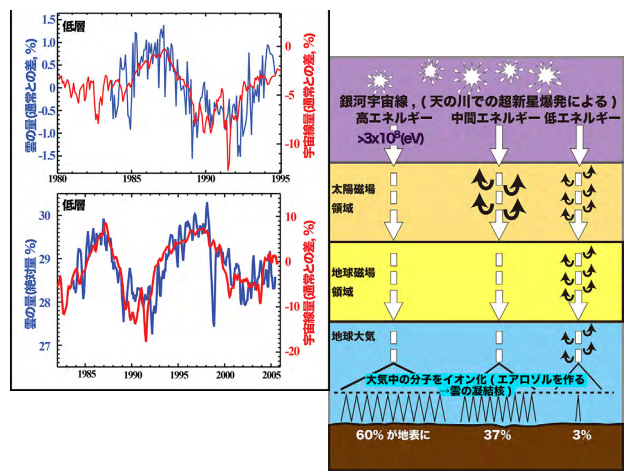 低層
雲の量(通常との差, %)
1.5
1.0
0.5
0
-0.5
-1.0
-1.5
0
-5
-10
宇宙線量(通常との差, %)
1980
1985
1990
1995
低層
雲の量(絶対量 %)
30
29
28
27
10
0
-10
-20
宇宙線量(通常との差, %)
1985
1990
1995
2000
2005
銀河宇宙線 , ( 天の川での超新星爆発による )
高エネルギー 中間エネルギー 低エネルギー
>3x10⁸(eV)
太陽磁場
領域
地球磁場
領域
地球大気
大気中の分子をイオン化 ( エアロゾルを作る
→雲の凝結核 )
60% が地表に 37% 3%